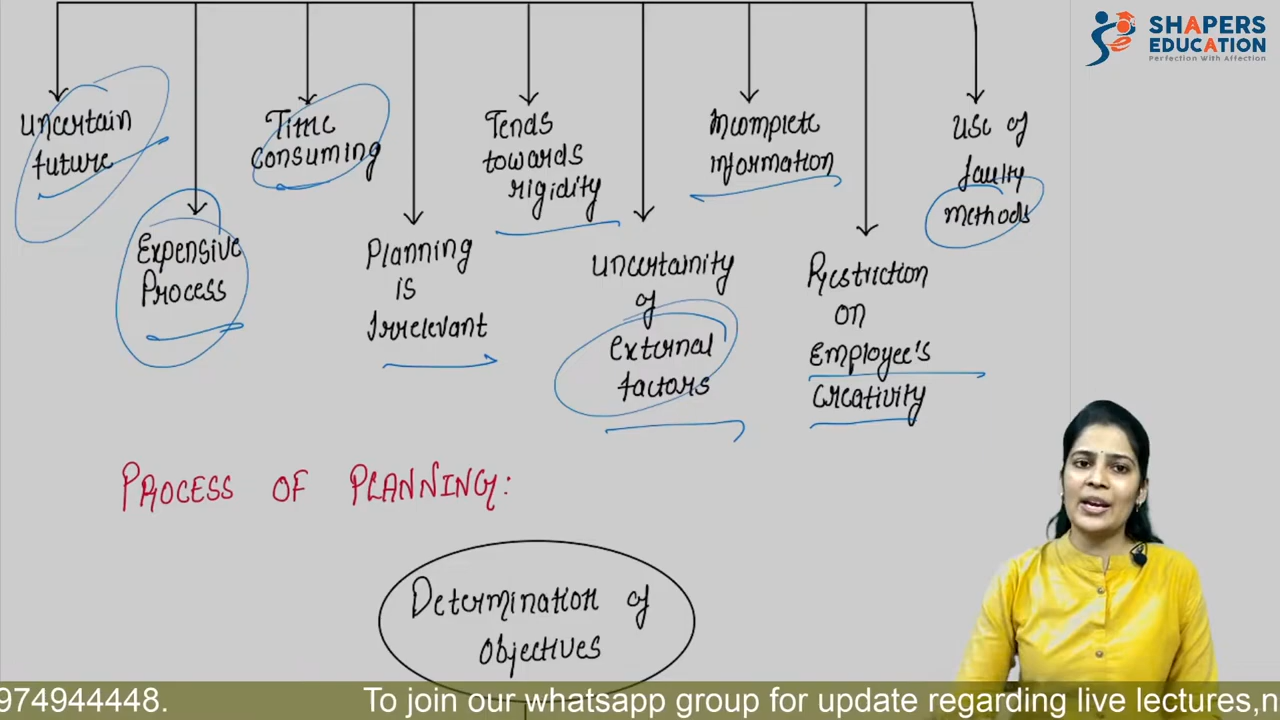 SHAPERS
EDUCATION
Perfection With Affection
Uncertain
future
Expensive
Process
Time
Consuming
Planning
is
Irrelevant
Tends
towards
rigidity
Uncertainity
of
External
factors
Incomplete
information
Restriction
on
Employee's
Creativity
Use of
faulty
methods
PROCESS OF PLANNING:
Determination of
Objectives
974944448. To join our whatsapp group for update regarding live lectures,n